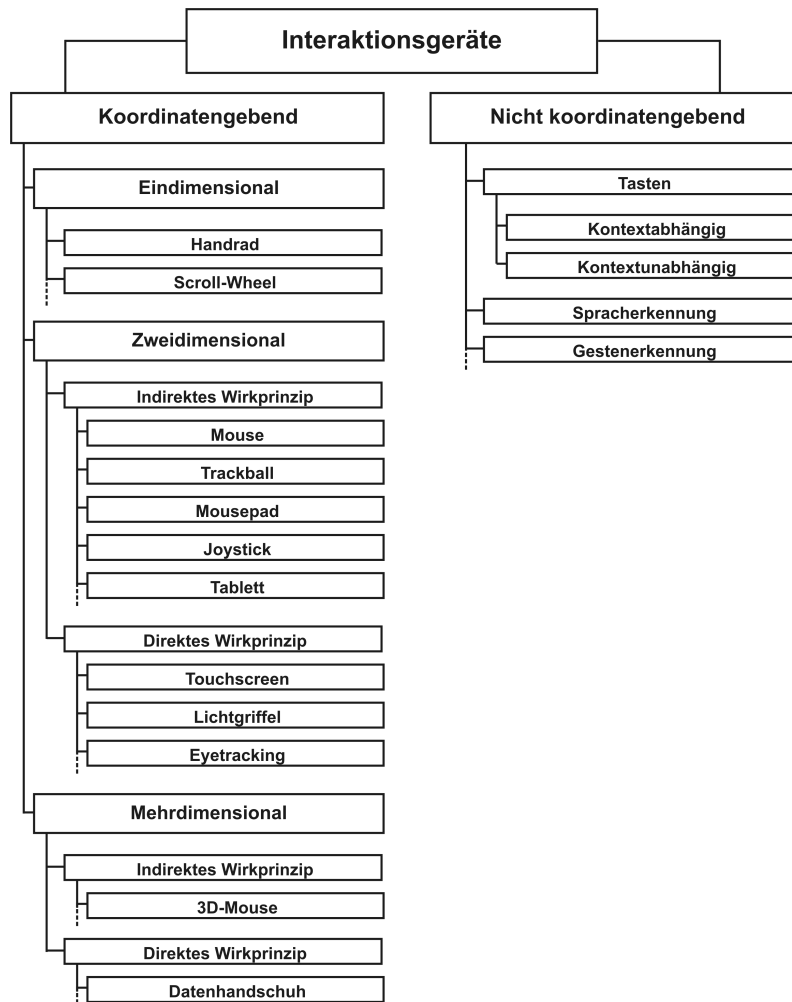 Interaktionsgeräte
Koordinatengebend
Eindimensional
Handrad
Scroll-Wheel
Zweidimensional
Indirektes Wirkprinzip
Mouse
Trackball
Mousepad
Joystick
Tablett
Direktes Wirkprinzip
Touchscreen
Lichtgriffel
Eyetracking
Mehrdimensional
Indirektes Wirkprinzip
3D-Mouse
Direktes Wirkprinzip
Datenhandschuh
Nicht koordinatengebend
Tasten
Kontextabhängig
Kontextunabhängig
Spracherkennung
Gestenerkennung